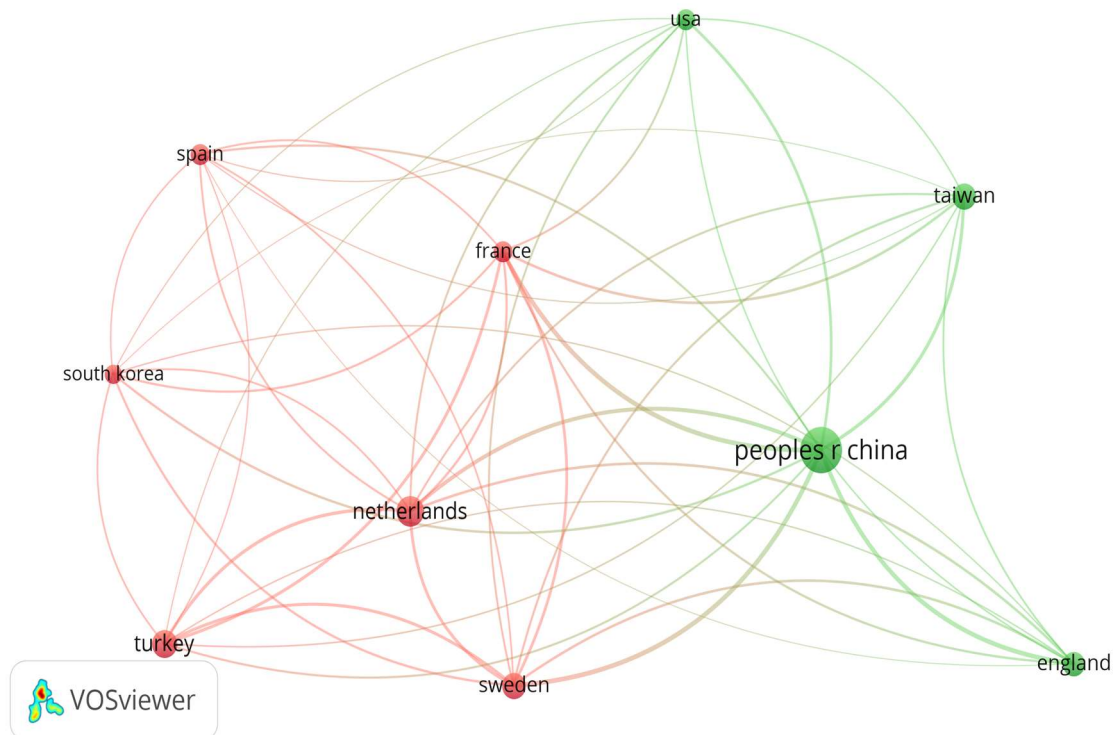 usa
spain
taiwan
france
south korea
peoples r china
netherlands
turkey
england
sweden
VOSviewer